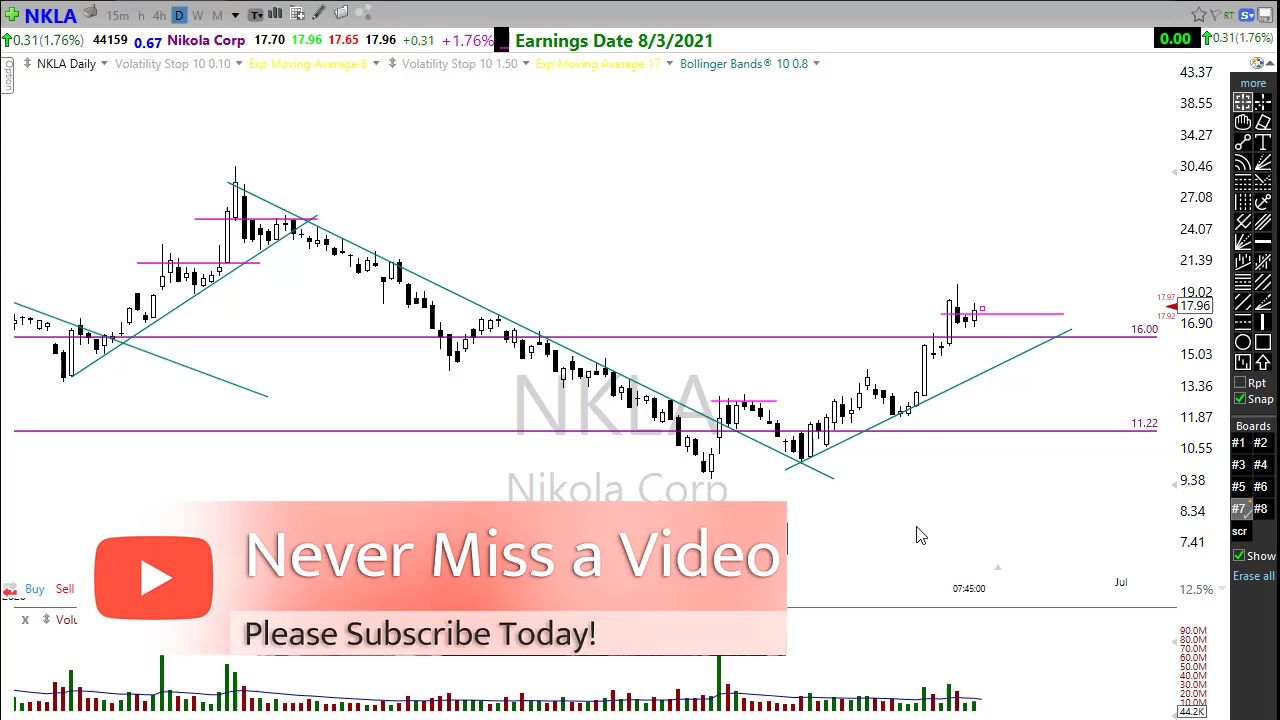 NKLA 15m h 4h D W M
0.31(1.76%) 44159 0.67 Nikola Corp 17.70 17.96 17.65 17.96 +0.31 +1.76% Earnings Date 8/3/2021 0.00 0.31(1.76%)
RT
Option
NKLA Daily Volatility Stop 10 0.10 Exp Moving Average 8 Volatility Stop 10 1.50 Exp Moving Average 17 Bollinger Bands® 10 0.8
43.37
38.55
34.27
30.46
27.08
24.07
21.39
19.02
17.97
17.96
17.92
16.90
16.00
15.03
13.36
11.87
11.22
10.55
9.38
8.34
7.41
more
Rpt
Snap
Boards
#1 #2
#3 #4
#5 #6
#7 #8
scr
Show
Erase all
NKLA
Nikola Corp
Never Miss a Video
Please Subscribe Today!
Buy Sell
07:45:00 Jul 12.5%
x Volu
90.0M
80.0M
70.0M
60.0M
50.0M
40.0M
30.0M
20.0M
10.0M
44.2K